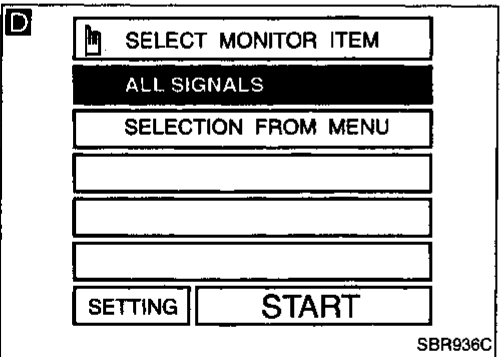 D
SELECT MONITOR ITEM
ALL SIGNALS
SELECTION FROM MENU
SETTING START
SBR936C